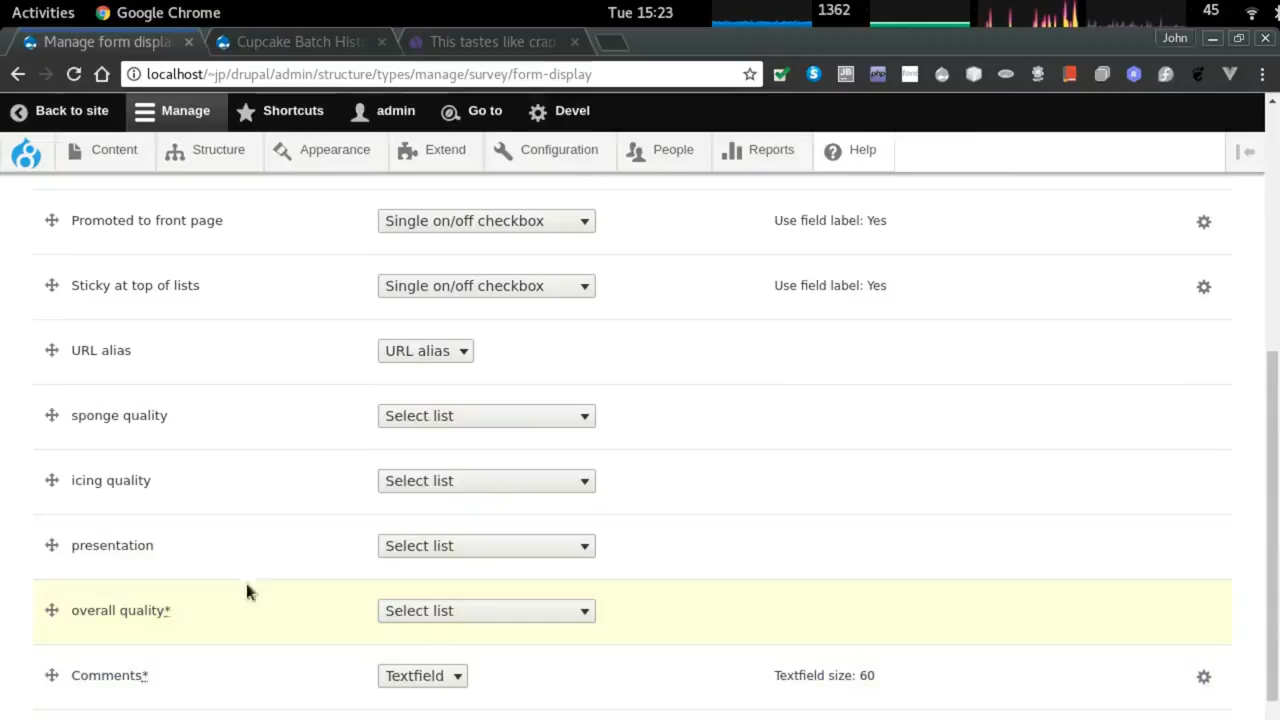 Activities Google Chrome Tue 15:23 1362 45
Manage form displa Cupcake Batch Hist This tastes like crap John
localhost/~jp/drupal/admin/structure/types/manage/survey/form-display
Back to site Manage Shortcuts admin Go to Devel
Content Structure Appearance Extend Configuration People Reports Help
Promoted to front page Single on/off checkbox Use field label: Yes
Sticky at top of lists Single on/off checkbox Use field label: Yes
URL alias URL alias
sponge quality Select list
icing quality Select list
presentation Select list
overall quality* Select list
Comments* Textfield Textfield size: 60